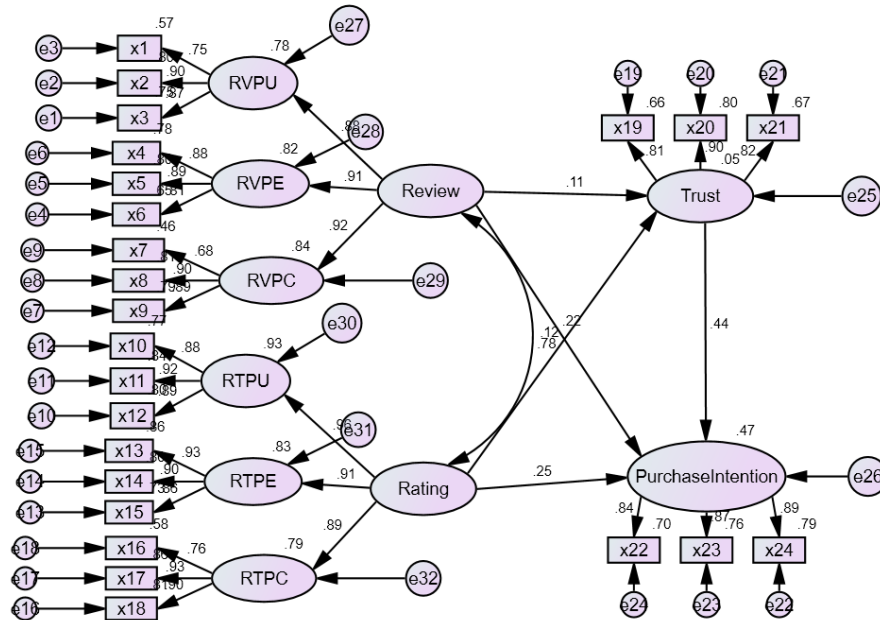 .57
e3 x1 .75
e2 x2 .90 RVPU .78 e27
e1 x3
.78
e6 x4 .88
e5 x5 .89 RVPE .82 e28
e4 x6
.46
e9 x7 .68
e8 x8 .90 RVPC .84 e29
e7 x9
.77
e12 x10 .88
e11 x11 .92 RTPU .93 e30
e10 x12
.86
e15 x13 .93
e14 x14 .90 RTPE .83 e31
e13 x15
.58
e18 x16 .76
e17 x17 .93 RTPC .79 e32
e16 x18
.88
.91
.92
Review
.96
.91
.89
Rating
.11
.12
.22
.78
.25
e19 e20 e21
.66 .80 .67
x19 x20 x21
.81 .90 .82
.05
Trust e25
.44
.47
PurchaseIntention e26
.84 .87 .89
.70 .76 .79
x22 x23 x24
e24 e23 e22